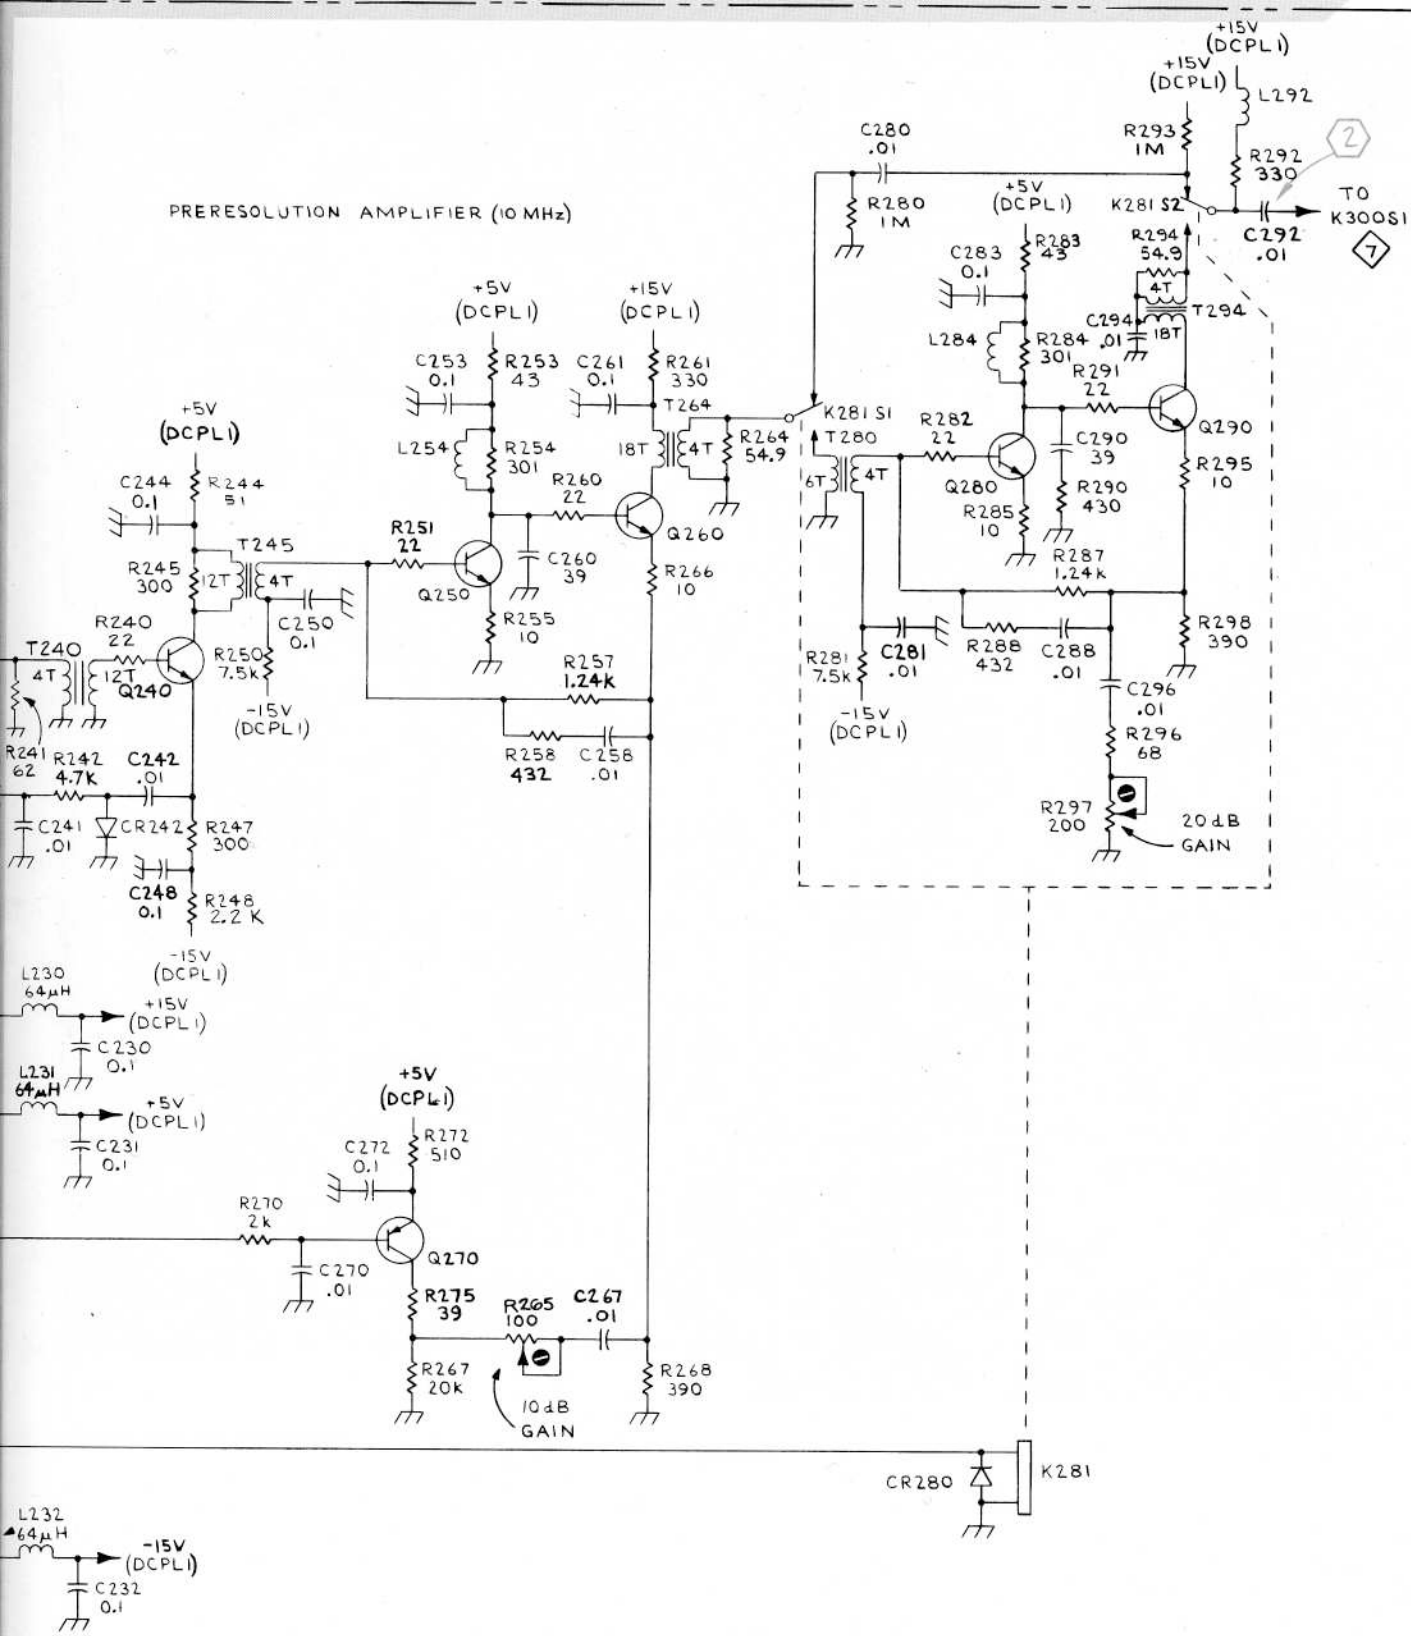 +15V
(DCPL1)
+15V
(DCPL1)
L292
R293
1M
2
R292
330
C280
.01
R280
1M
+5V
(DCPL1)
K281 S2
TO
K300S1
7
C292
.01
PRERESOLUTION AMPLIFIER (10 MHz)
R294
54.9
4T
T294
18T
C294
.01
C283
0.1
R283
43
L284
R284
301
R291
22
Q290
+5V
(DCPL1)
+15V
(DCPL1)
C253
0.1
R253
43
C261
0.1
R261
330
T264
L254
R254
301
18T
4T
R264
54.9
K281 S1
T280
6T
4T
R282
22
Q280
C290
39
R290
430
R295
10
R285
10
R287
1.24K
+5V
(DCPL1)
C244
0.1
R244
51
R260
22
Q260
R251
22
Q250
C260
39
R266
10
T245
R245
300
12T
4T
C250
0.1
R255
10
R240
22
T240
4T
12T
Q240
R250
7.5K
-15V
(DCPL1)
R257
1.24K
R258
432
C258
.01
R281
7.5K
-15V
(DCPL1)
C281
.01
R288
432
C288
.01
R298
390
C296
.01
R296
68
R297
200
20dB
GAIN
R241
62
R242
4.7K
C242
.01
C241
.01
CR242
R247
300
C248
0.1
R248
2.2 K
-15V
(DCPL1)
L230
64μH
+15V
(DCPL1)
C230
0.1
L231
64μH
+5V
(DCPL1)
C231
0.1
+5V
(DCPL1)
C272
0.1
R272
510
R270
2K
Q270
C270
.01
R275
39
R265
100
C267
.01
R267
20K
10dB
GAIN
R268
390
CR280
K281
L232
64μH
-15V
(DCPL1)
C232
0.1